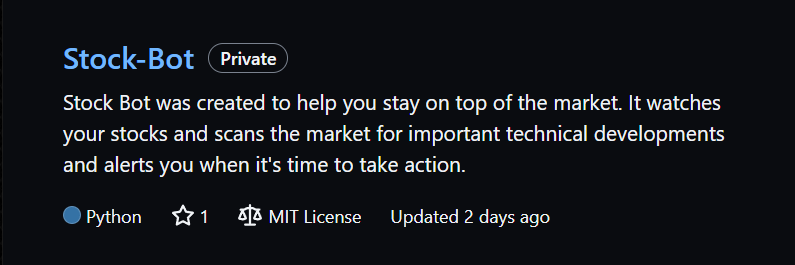 Stock-Bot Private
Stock Bot was created to help you stay on top of the market. It watches
your stocks and scans the market for important technical developments
and alerts you when it's time to take action.
Python 1 MIT License Updated 2 days ago